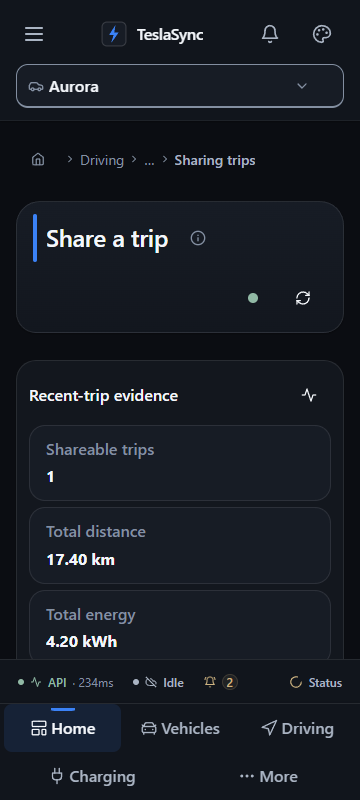 TeslaSync
Aurora
Driving ... Sharing trips
Share a trip
Recent-trip evidence
Shareable trips
1
Total distance
17.40 km
Total energy
4.20 kWh
API · 234ms Idle 2 Status
Home Vehicles Driving
Charging More